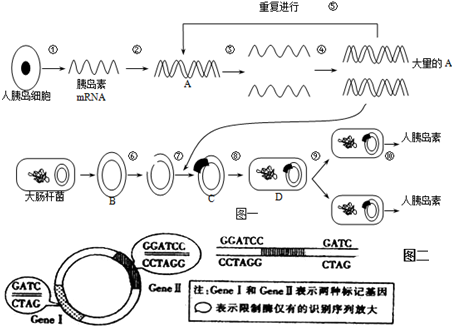 重复进行 ⑤
① ② ③ ④
人胰岛细胞 胰岛素 mRNA A 大量的 A
⑥ ⑦ ⑧ ⑨ ⑩
人胰岛素
大肠杆菌 B C D
人胰岛素
图一
GGATCC
CCTAGG
Gene Ⅱ
GATC
CTAG
Gene Ⅰ
GGATCC GATC
CCTAGG CTAG
图二
注:Gene Ⅰ 和 Gene Ⅱ 表示两种标记基因
表示限制酶仅有的识别序列放大